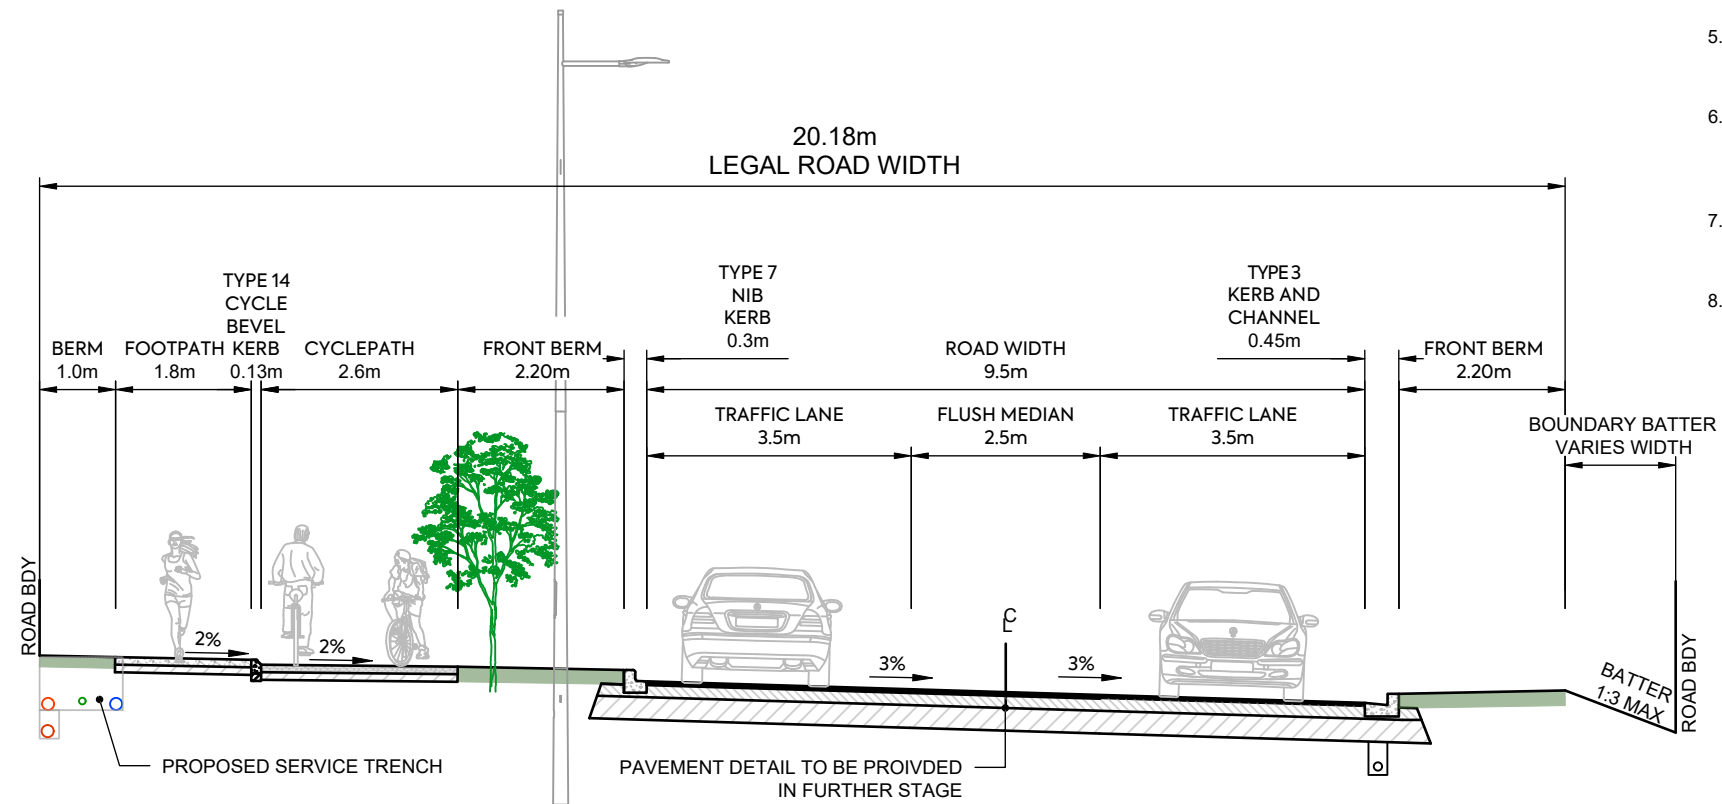 5.
6.
7.
8.
20.18m
LEGAL ROAD WIDTH
BERM
1.0m
FOOTPATH
1.8m
TYPE 14
CYCLE
BEVEL
KERB
0.13m
CYCLEPATH
2.6m
FRONT BERM
2.20m
TYPE 7
NIB
KERB
0.3m
ROAD WIDTH
9.5m
TYPE 3
KERB AND
CHANNEL
0.45m
FRONT BERM
2.20m
TRAFFIC LANE
3.5m
FLUSH MEDIAN
2.5m
TRAFFIC LANE
3.5m
BOUNDARY BATTER
VARIES WIDTH
ROAD BDY
2%
2%
CL
3%
3%
BATTER
1:3 MAX
ROAD BDY
PROPOSED SERVICE TRENCH
PAVEMENT DETAIL TO BE PROIVDED
IN FURTHER STAGE